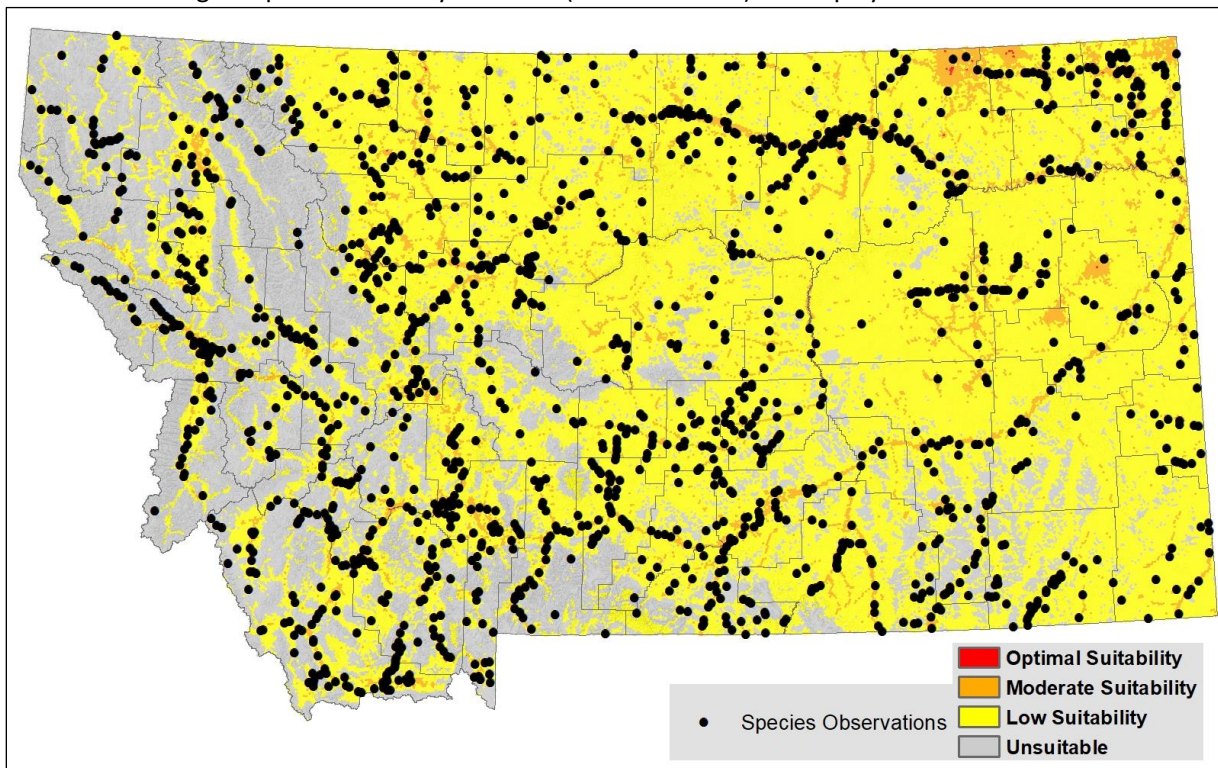 Optimal Suitability
Moderate Suitability
Species Observations
Low Suitability
Unsuitable